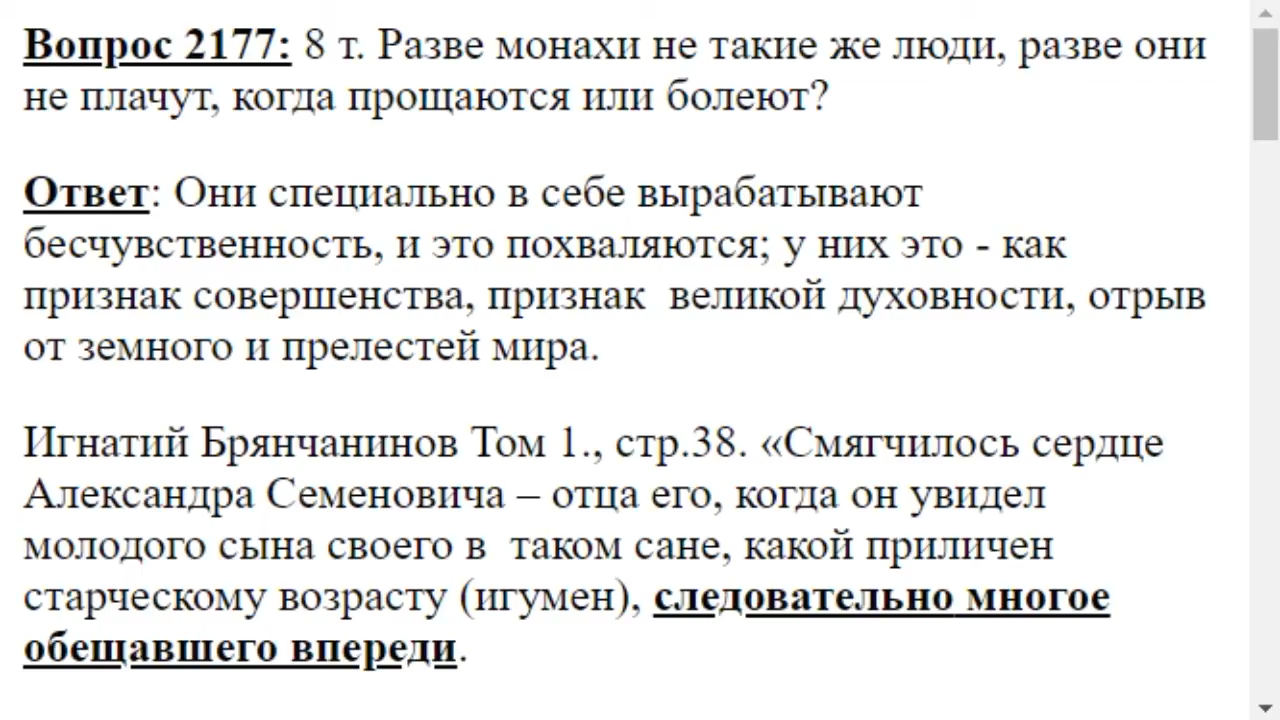 Вопрос 2177: 8 т. Разве монахи не такие же люди, разве они
не плачут, когда прощаются или болеют?
Ответ: Они специально в себе вырабатывают
бесчувственность, и это похваляются; у них это - как
признак совершенства, признак  великой духовности, отрыв
от земного и прелестей мира.
Игнатий Брянчанинов Том 1., стр.38. «Смягчилось сердце
Александра Семеновича – отца его, когда он увидел
молодого сына своего в  таком сане, какой приличен
старческому возрасту (игумен), следовательно многое
обещавшего впереди.